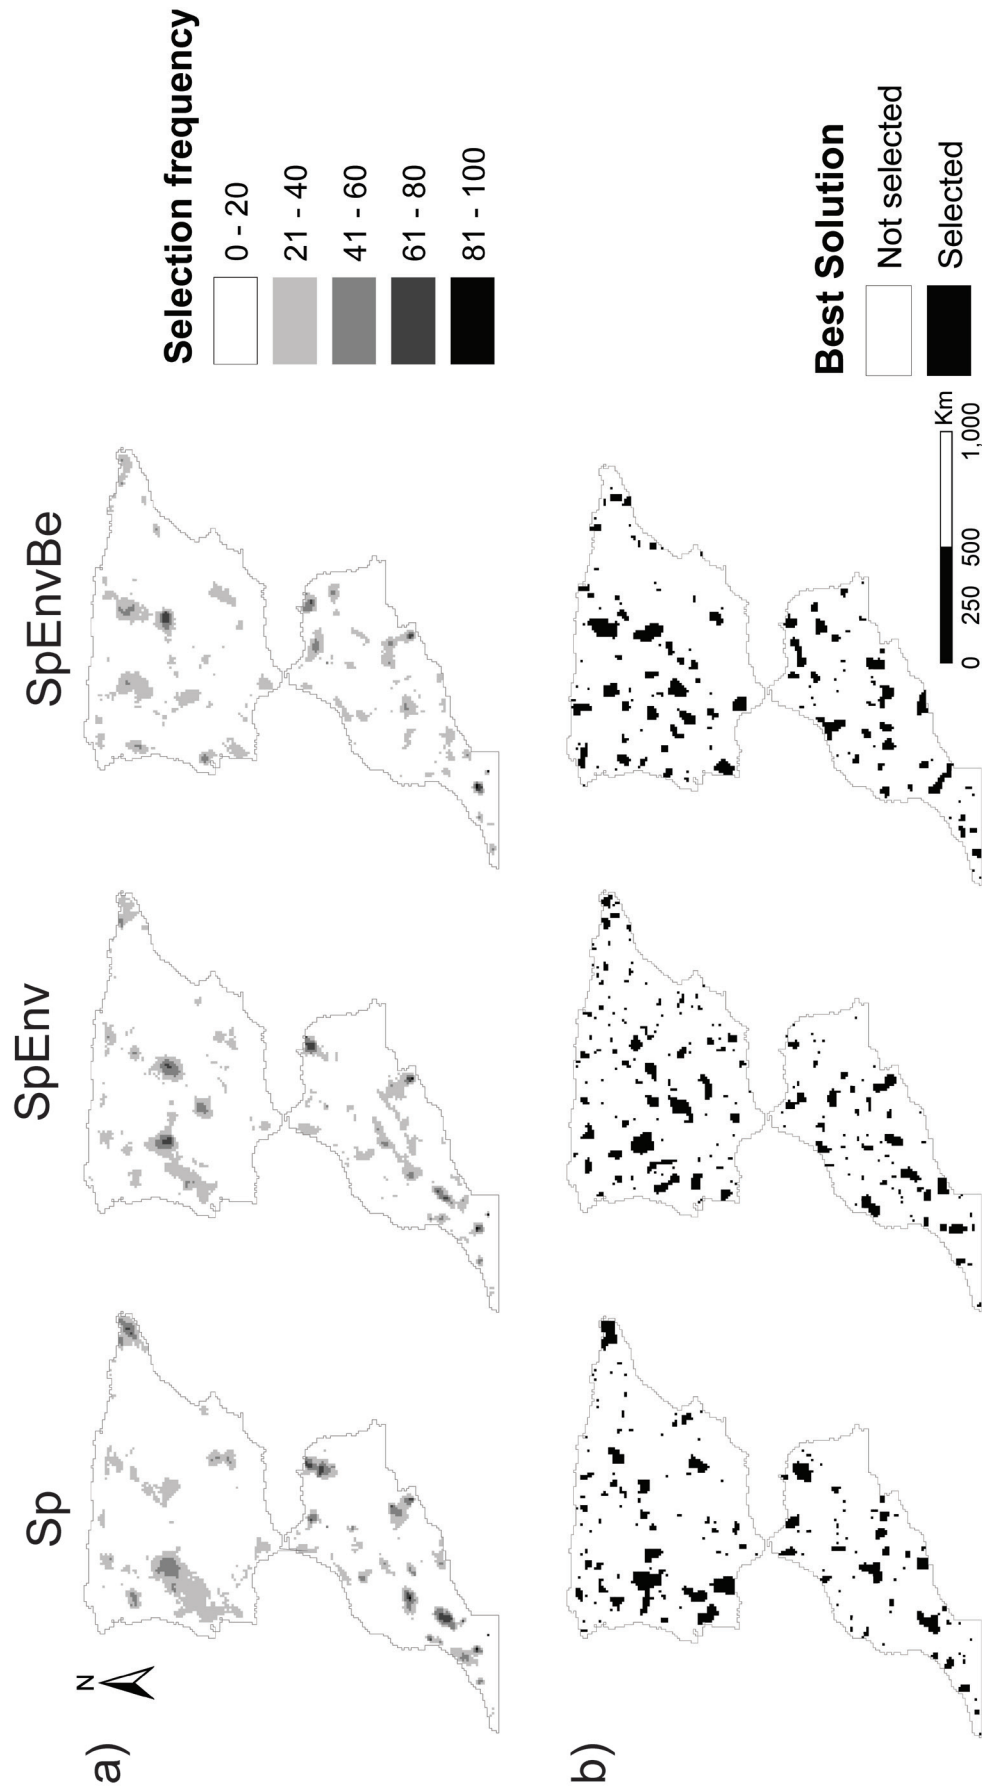 Sp
SpEnv
SpEnvBe
a)
N
Selection frequency
0 - 20
21 - 40
41 - 60
61 - 80
81 - 100
b)
Best Solution
Not selected
Selected
Km
0 250 500 1,000